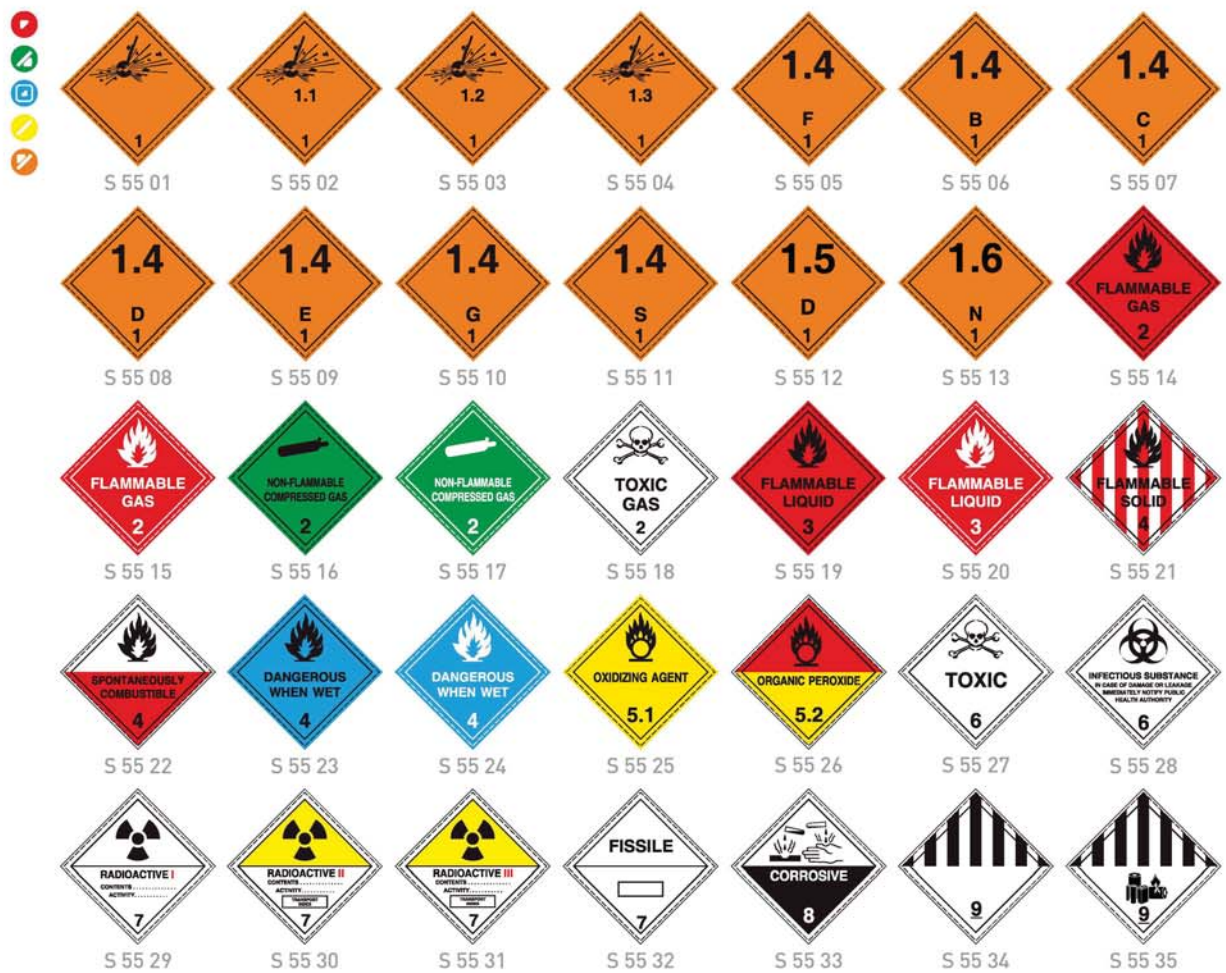 1
S 55 01
1.1
1
S 55 02
1.2
1
S 55 03
1.3
1
S 55 04
1.4
F
1
S 55 05
1.4
B
1
S 55 06
1.4
C
1
S 55 07
1.4
D
1
S 55 08
1.4
E
1
S 55 09
1.4
G
1
S 55 10
1.4
S
1
S 55 11
1.5
D
1
S 55 12
1.6
N
1
S 55 13
FLAMMABLE
GAS
2
S 55 14
FLAMMABLE
GAS
2
S 55 15
NON-FLAMMABLE
COMPRESSED GAS
2
S 55 16
NON-FLAMMABLE
COMPRESSED GAS
2
S 55 17
TOXIC
GAS
2
S 55 18
FLAMMABLE
LIQUID
3
S 55 19
FLAMMABLE
LIQUID
3
S 55 20
FLAMMABLE
SOLID
4
S 55 21
SPONTANEOUSLY
COMBUSTIBLE
4
S 55 22
DANGEROUS
WHEN WET
4
S 55 23
DANGEROUS
WHEN WET
4
S 55 24
OXIDIZING AGENT
5.1
S 55 25
ORGANIC PEROXIDE
5.2
S 55 26
TOXIC
6
S 55 27
INFECTIOUS SUBSTANCE
IN CASE OF DAMAGE OR LEAKAGE
IMMEDIATELY NOTIFY PUBLIC
HEALTH AUTHORITY
6
S 55 28
RADIOACTIVE I
CONTENTS..............
ACTIVITY..............
7
S 55 29
RADIOACTIVE II
CONTENTS..............
ACTIVITY..............
TRANSPORT
INDEX
7
S 55 30
RADIOACTIVE III
CONTENTS..............
ACTIVITY..............
TRANSPORT
INDEX
7
S 55 31
FISSILE
7
S 55 32
CORROSIVE
8
S 55 33
9
S 55 34
9
S 55 35